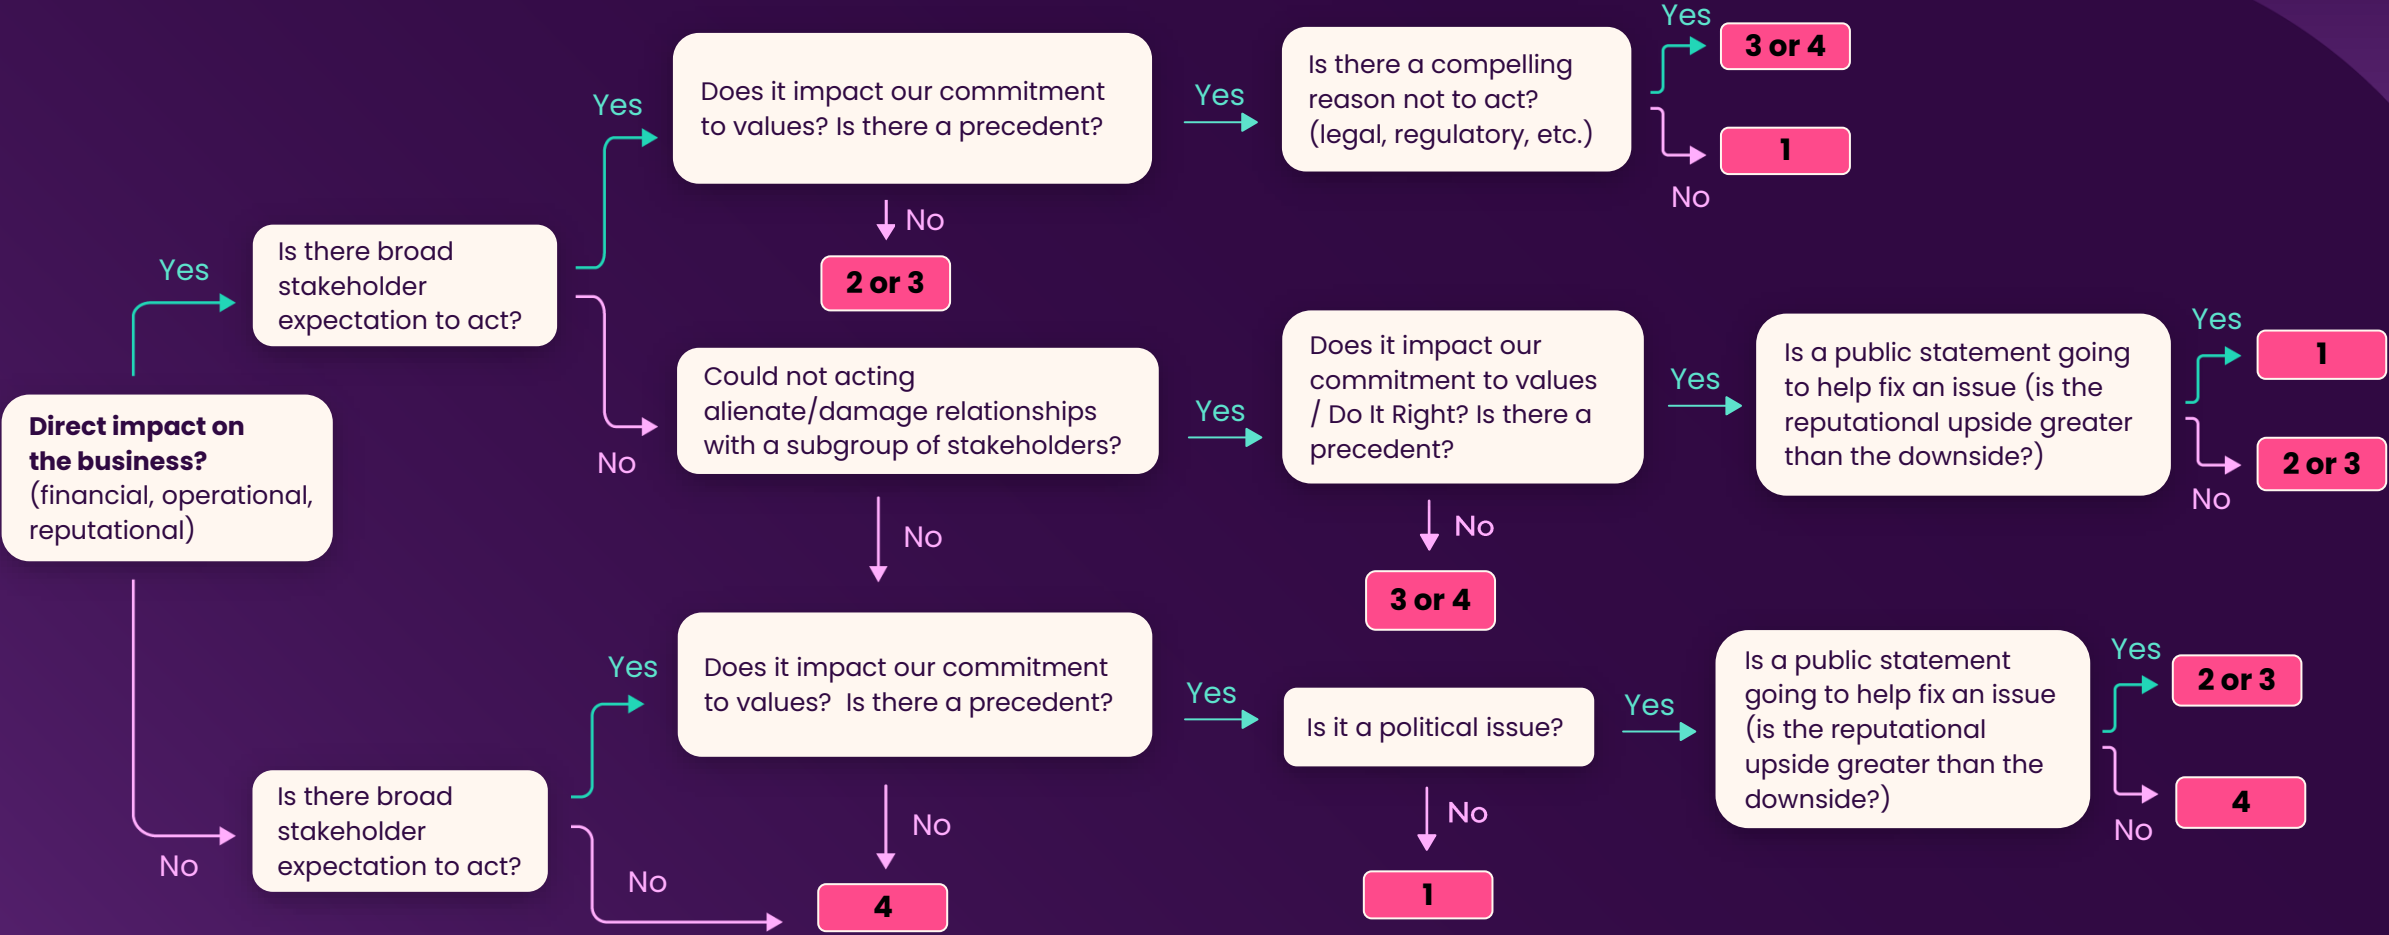 Direct impact on
the business?
(financial, operational,
reputational)
Yes
Is there broad
stakeholder
expectation to act?
Yes
Does it impact our commitment
to values? Is there a precedent?
Yes
Is there a compelling
reason not to act?
(legal, regulatory, etc.)
Yes
3 or 4
1
No
No
2 or 3
No
Could not acting
alienate/damage relationships
with a subgroup of stakeholders?
Yes
Does it impact our
commitment to values
/ Do It Right? Is there a
precedent?
Yes
Is a public statement going
to help fix an issue (is the
reputational upside greater
than the downside?)
Yes
1
2 or 3
No
No
3 or 4
No
No
Is there broad
stakeholder
expectation to act?
Yes
Does it impact our commitment
to values?  Is there a precedent?
Yes
Is it a political issue?
Yes
Is a public statement
going to help fix an issue
(is the reputational
upside greater than the
downside?)
Yes
2 or 3
4
No
No
1
No
4
No